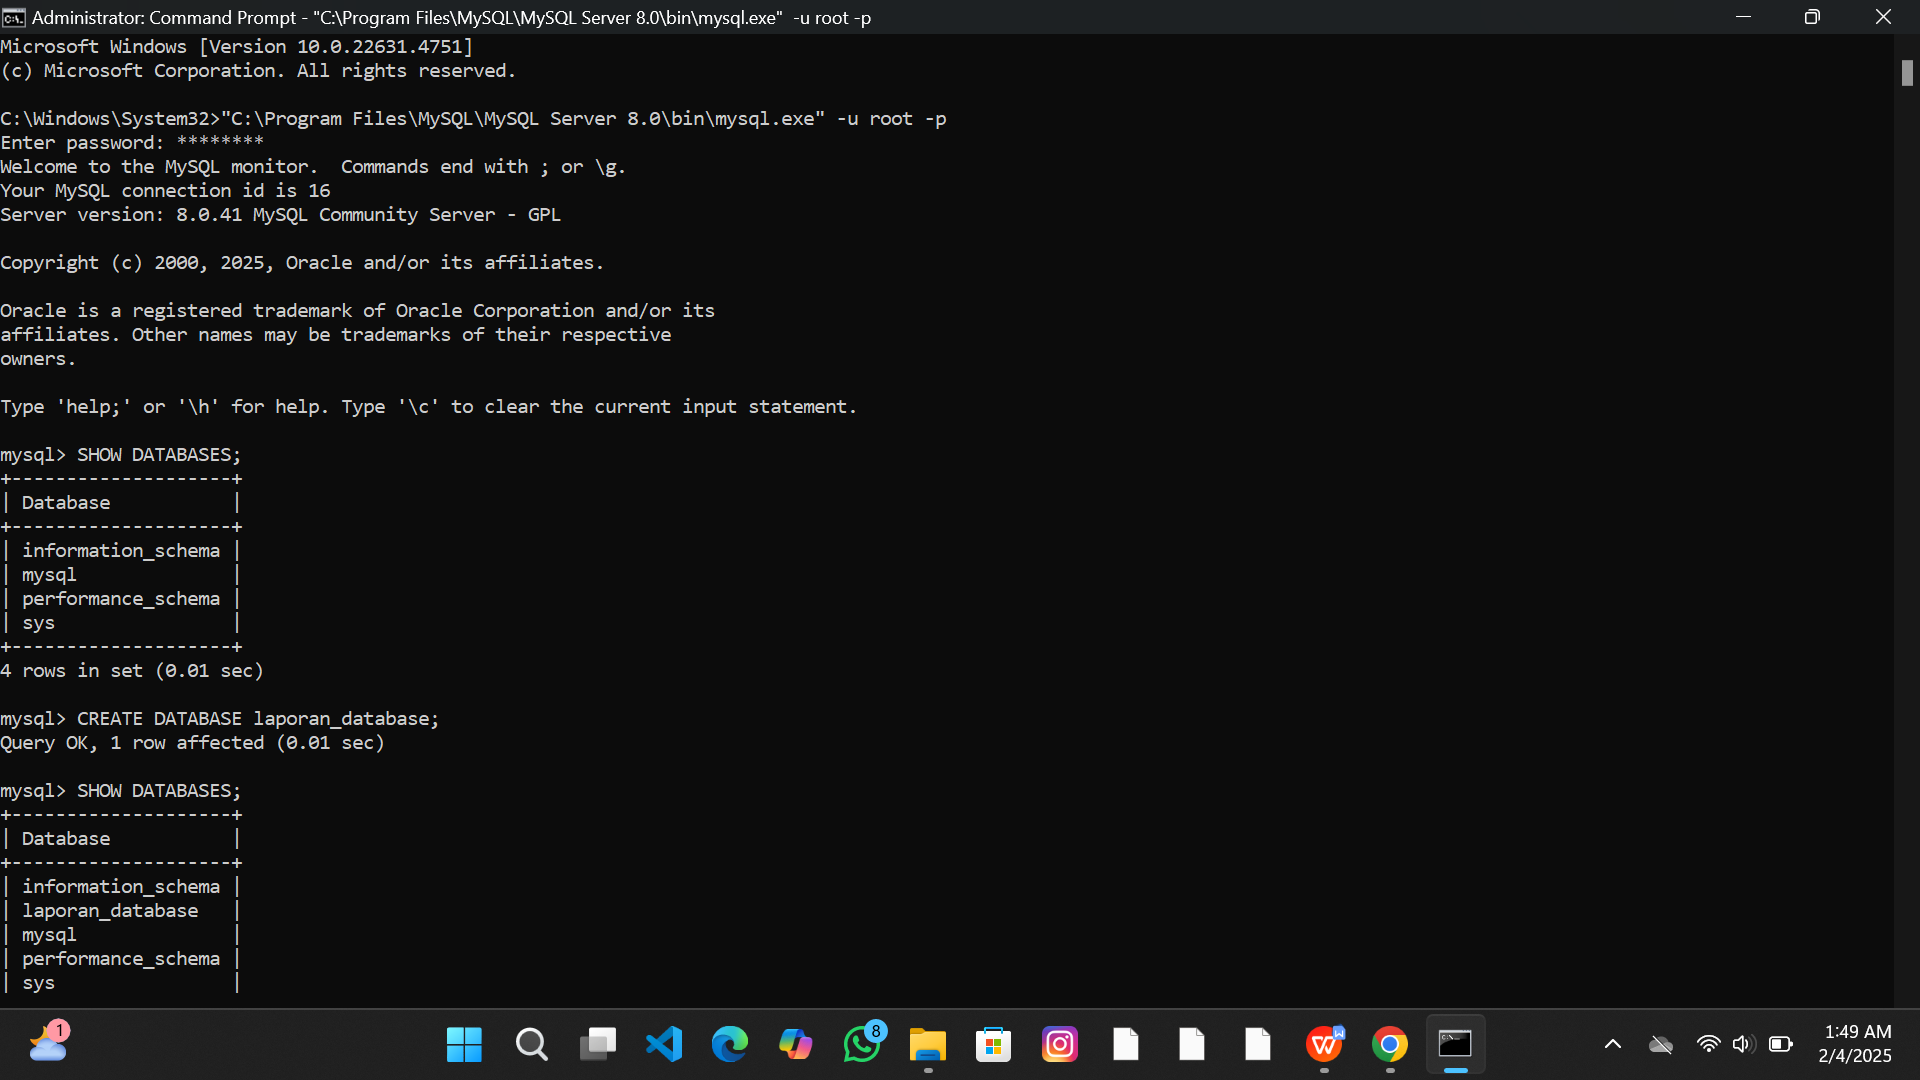 Administrator: Command Prompt - "C:\Program Files\MySQL\MySQL Server 8.0\bin\mysql.exe"  -u root -p
Microsoft Windows [Version 10.0.22631.4751]
(c) Microsoft Corporation. All rights reserved.

C:\Windows\System32>"C:\Program Files\MySQL\MySQL Server 8.0\bin\mysql.exe" -u root -p
Enter password: ********
Welcome to the MySQL monitor.  Commands end with ; or \g.
Your MySQL connection id is 16
Server version: 8.0.41 MySQL Community Server - GPL

Copyright (c) 2000, 2025, Oracle and/or its affiliates.

Oracle is a registered trademark of Oracle Corporation and/or its
affiliates. Other names may be trademarks of their respective
owners.

Type 'help;' or '\h' for help. Type '\c' to clear the current input statement.

mysql> SHOW DATABASES;
+--------------------+
| Database           |
+--------------------+
| information_schema |
| mysql              |
| performance_schema |
| sys                |
+--------------------+
4 rows in set (0.01 sec)

mysql> CREATE DATABASE laporan_database;
Query OK, 1 row affected (0.01 sec)

mysql> SHOW DATABASES;
+--------------------+
| Database           |
+--------------------+
| information_schema |
| laporan_database   |
| mysql              |
| performance_schema |
| sys                |
1
8
W
W
1:49 AM
2/4/2025